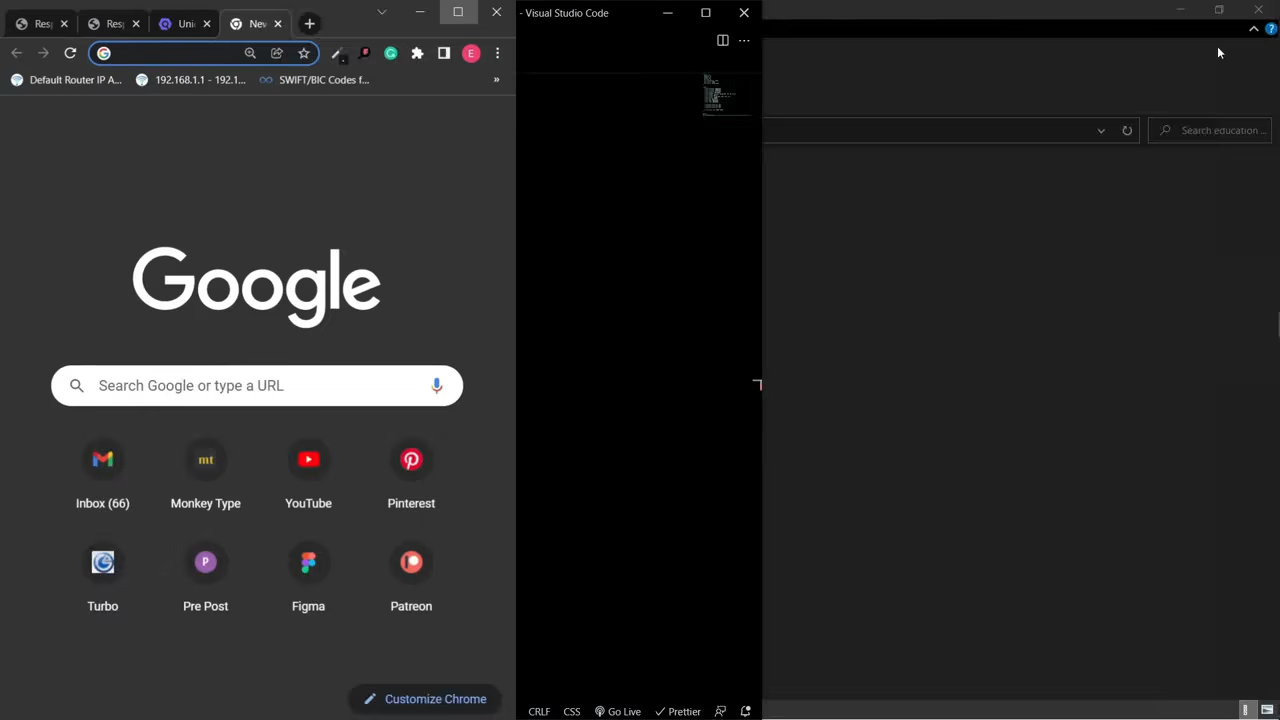 Resp
Resp
Unic
New
- Visual Studio Code
E
Default Router IP A...
192.168.1.1 - 192.1...
SWIFT/BIC Codes f...
»
Search education ...
Google
Search Google or type a URL
mt
Inbox (66)
Monkey Type
YouTube
Pinterest
P
Turbo
Pre Post
Figma
Patreon
Customize Chrome
CRLF
CSS
Go Live
Prettier